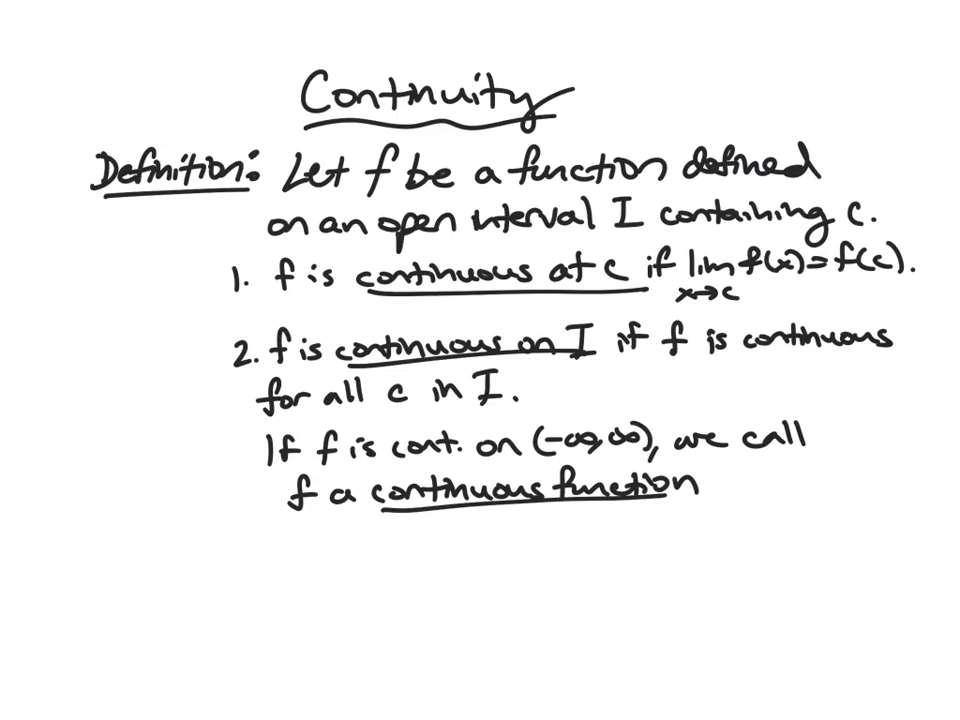 Continuity
Definition: Let f be a function defined
on an open interval I containing c.
1. f is continuous at c if lim f(x) = f(c).
x→c
2. f is continuous on I if f is continuous
for all c in I.
If f is cont. on (-∞,∞), we call
f a continuous function